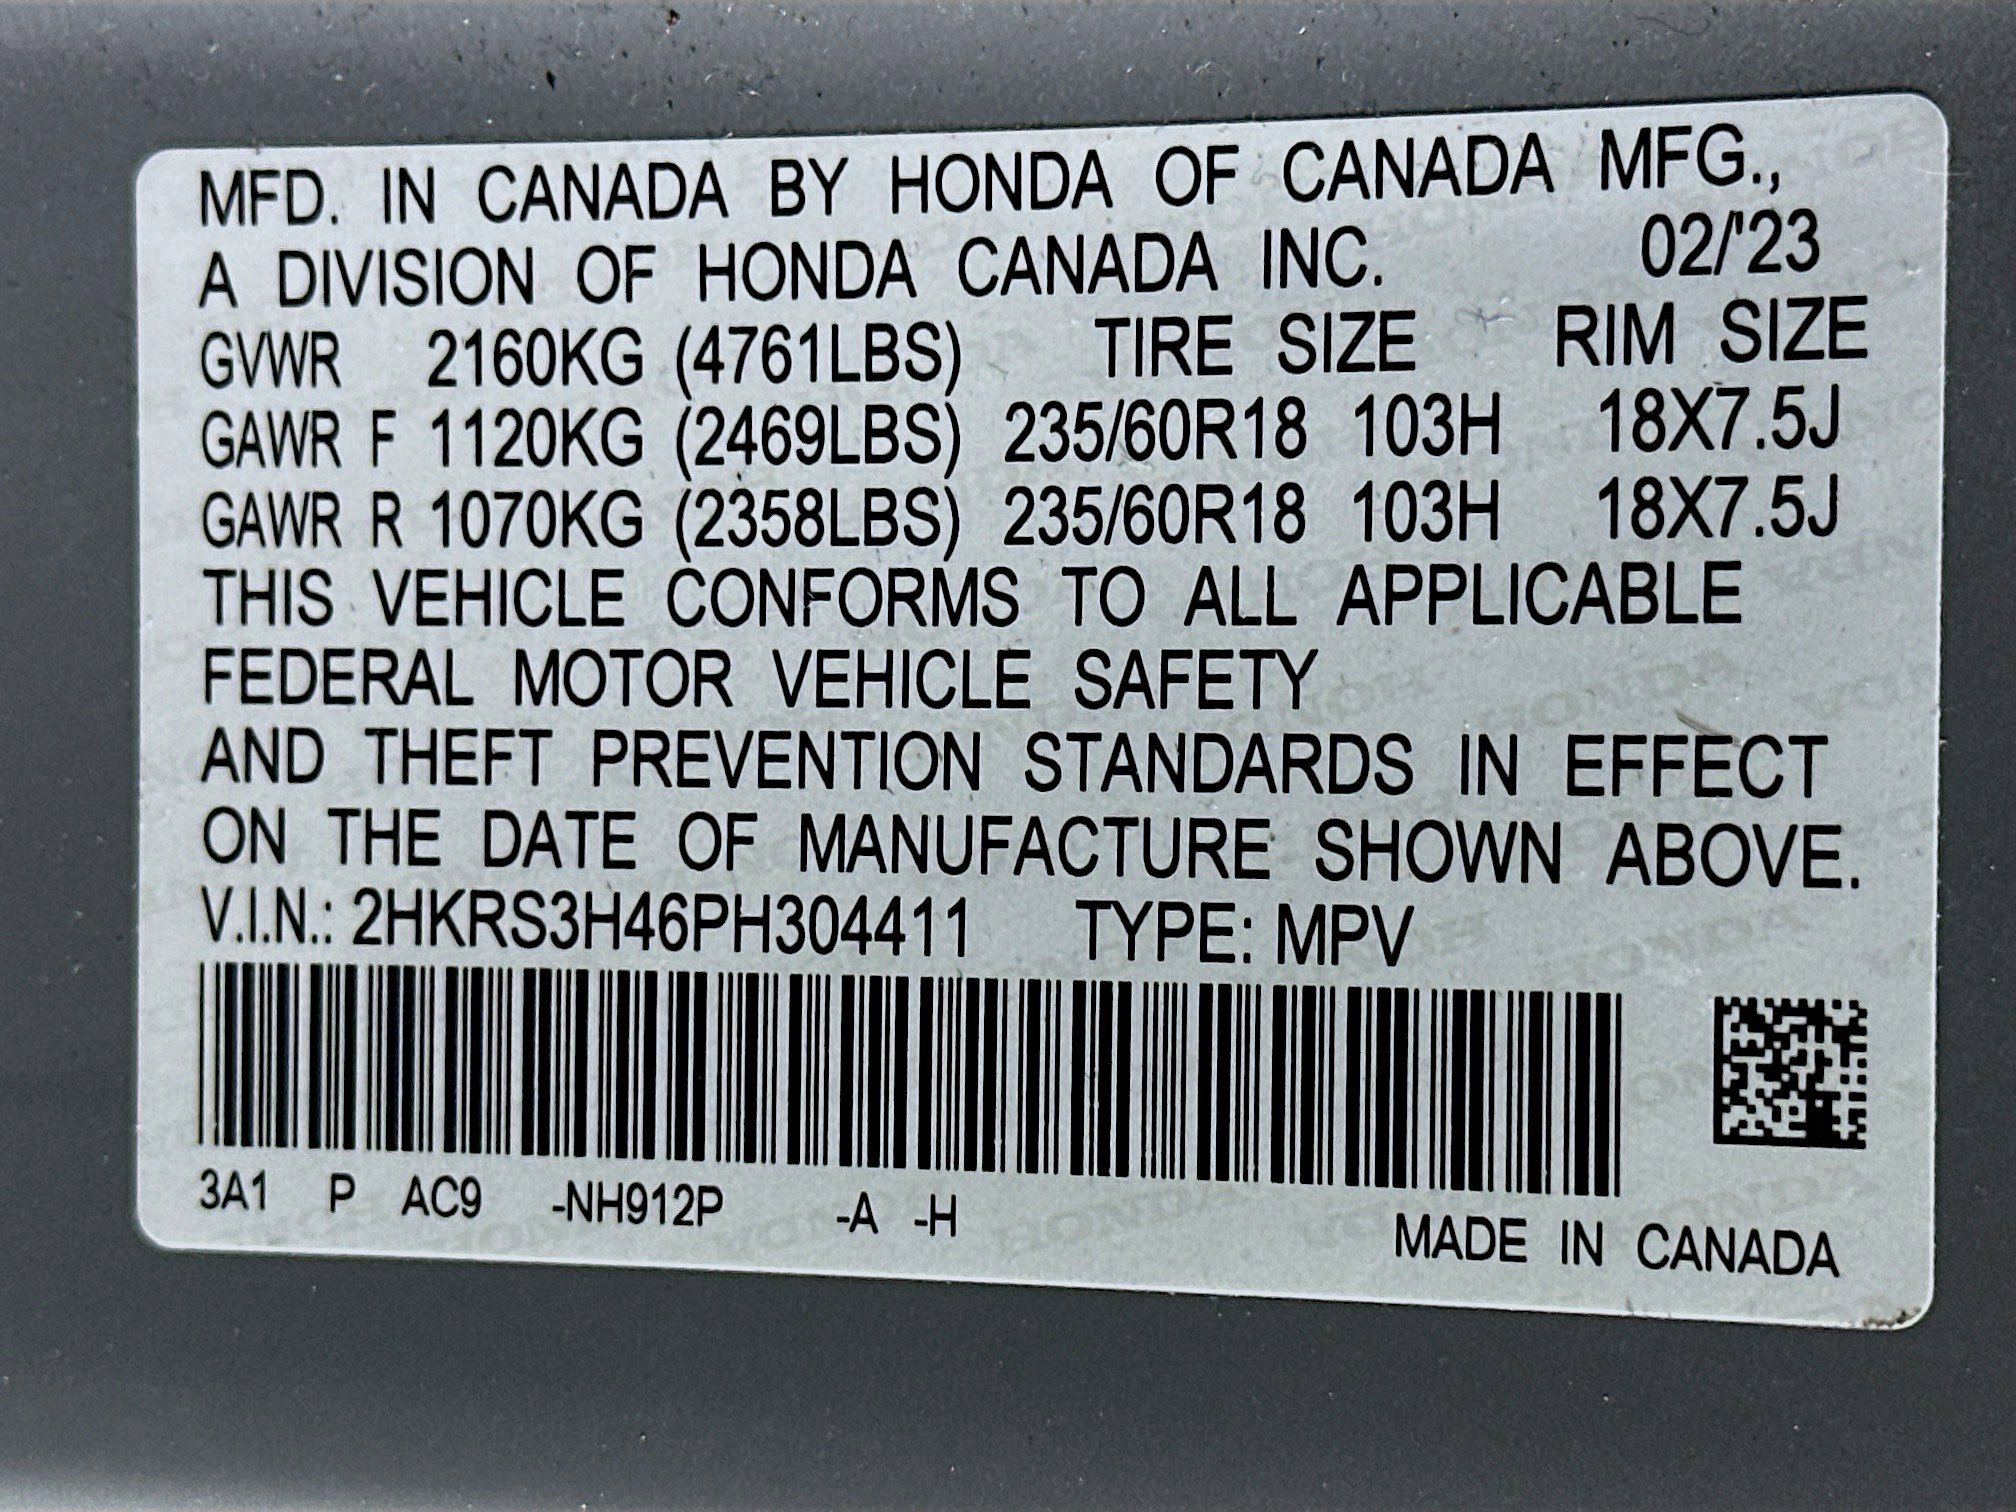 MFD. IN CANADA BY HONDA OF CANADA MFG.,
A DIVISION OF HONDA CANADA INC. 02/'23
GVWR 2160KG (4761LBS) TIRE SIZE RIM SIZE
GAWR F 1120KG (2469LBS) 235/60R18 103H 18X7.5J
GAWR R 1070KG (2358LBS) 235/60R18 103H 18X7.5J
THIS VEHICLE CONFORMS TO ALL APPLICABLE
FEDERAL MOTOR VEHICLE SAFETY
AND THEFT PREVENTION STANDARDS IN EFFECT
ON THE DATE OF MANUFACTURE SHOWN ABOVE.
V.I.N.: 2HKRS3H46PH304411 TYPE: MPV
3A1 P AC9 -NH912P -A -H MADE IN CANADA